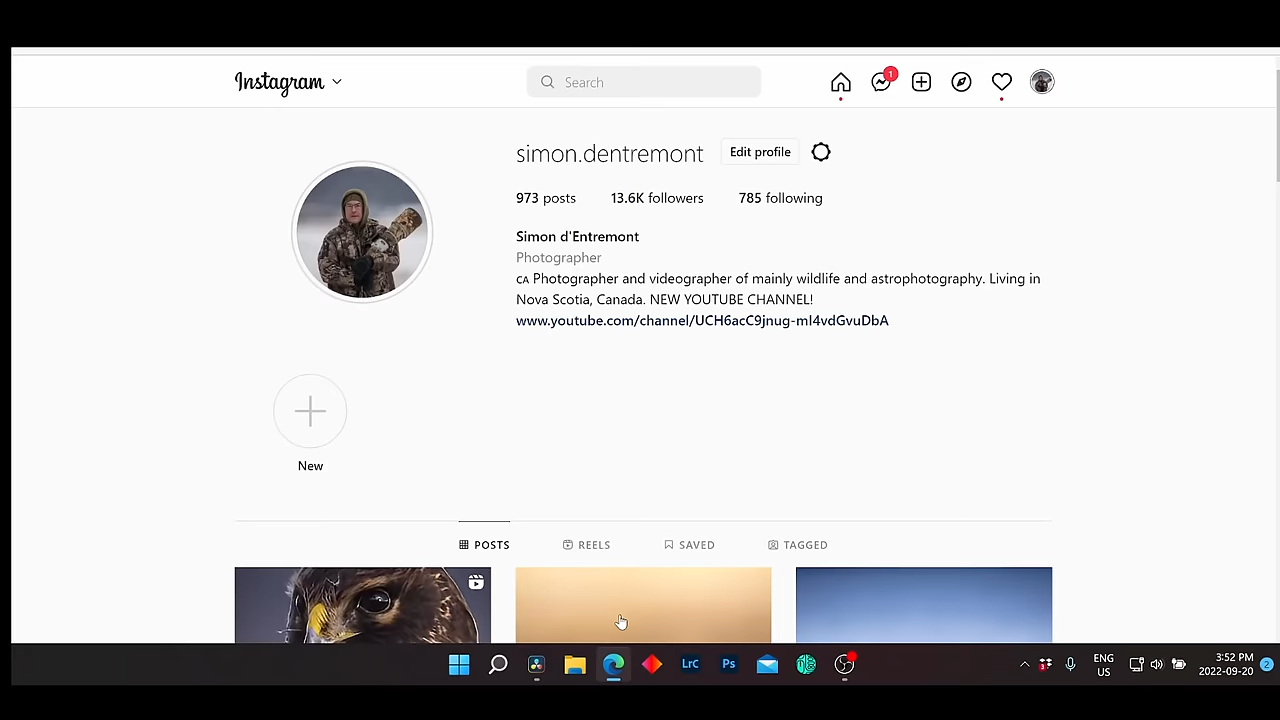 Instagram
Search
1
simon.dentremont
Edit profile
973 posts
13.6K followers
785 following
Simon d'Entremont
Photographer
CA Photographer and videographer of mainly wildlife and astrophotography. Living in
Nova Scotia, Canada. NEW YOUTUBE CHANNEL!
www.youtube.com/channel/UCH6acC9jnug-mI4vdGvuDbA
New
POSTS
REELS
SAVED
TAGGED
LrC
Ps
3
ENG
US
3:52 PM
2022-09-20
2